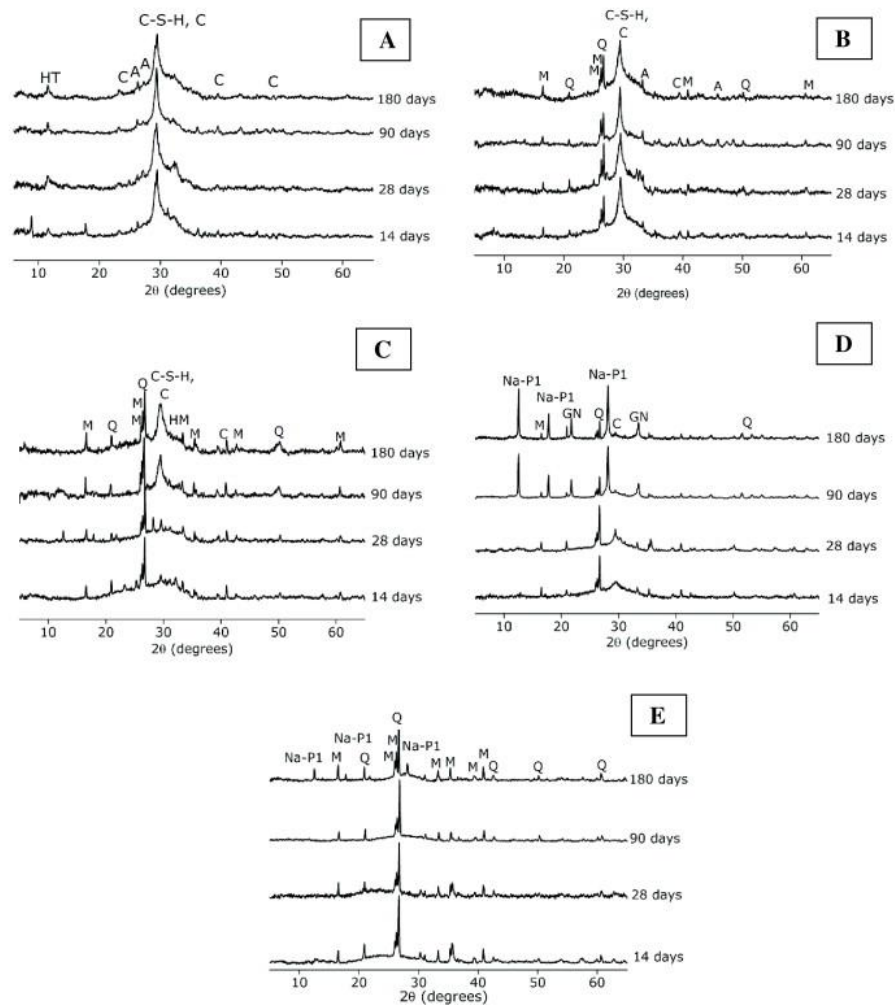 A
C-S-H, C
HT C A A C C
180 days
90 days
28 days
14 days
10 20 30 40 50 60
2θ (degrees)
B
C-S-H,
C
Q
M
M
M Q A C M A Q M
180 days
90 days
28 days
14 days
10 20 30 40 50 60
2θ (degrees)
C
C-S-H,
C
Q
M
M
M Q HM M C M Q M
180 days
90 days
28 days
14 days
10 20 30 40 50 60
2θ (degrees)
D
Na-P1
Na-P1
Na-P1
M GN Q C GN Q
180 days
90 days
28 days
14 days
10 20 30 40 50 60
2θ (degrees)
E
Q
Na-P1
M
Na-P1 Na-P1
M Q M M M M M Q Q Q
180 days
90 days
28 days
14 days
10 20 30 40 50 60
2θ (degrees)